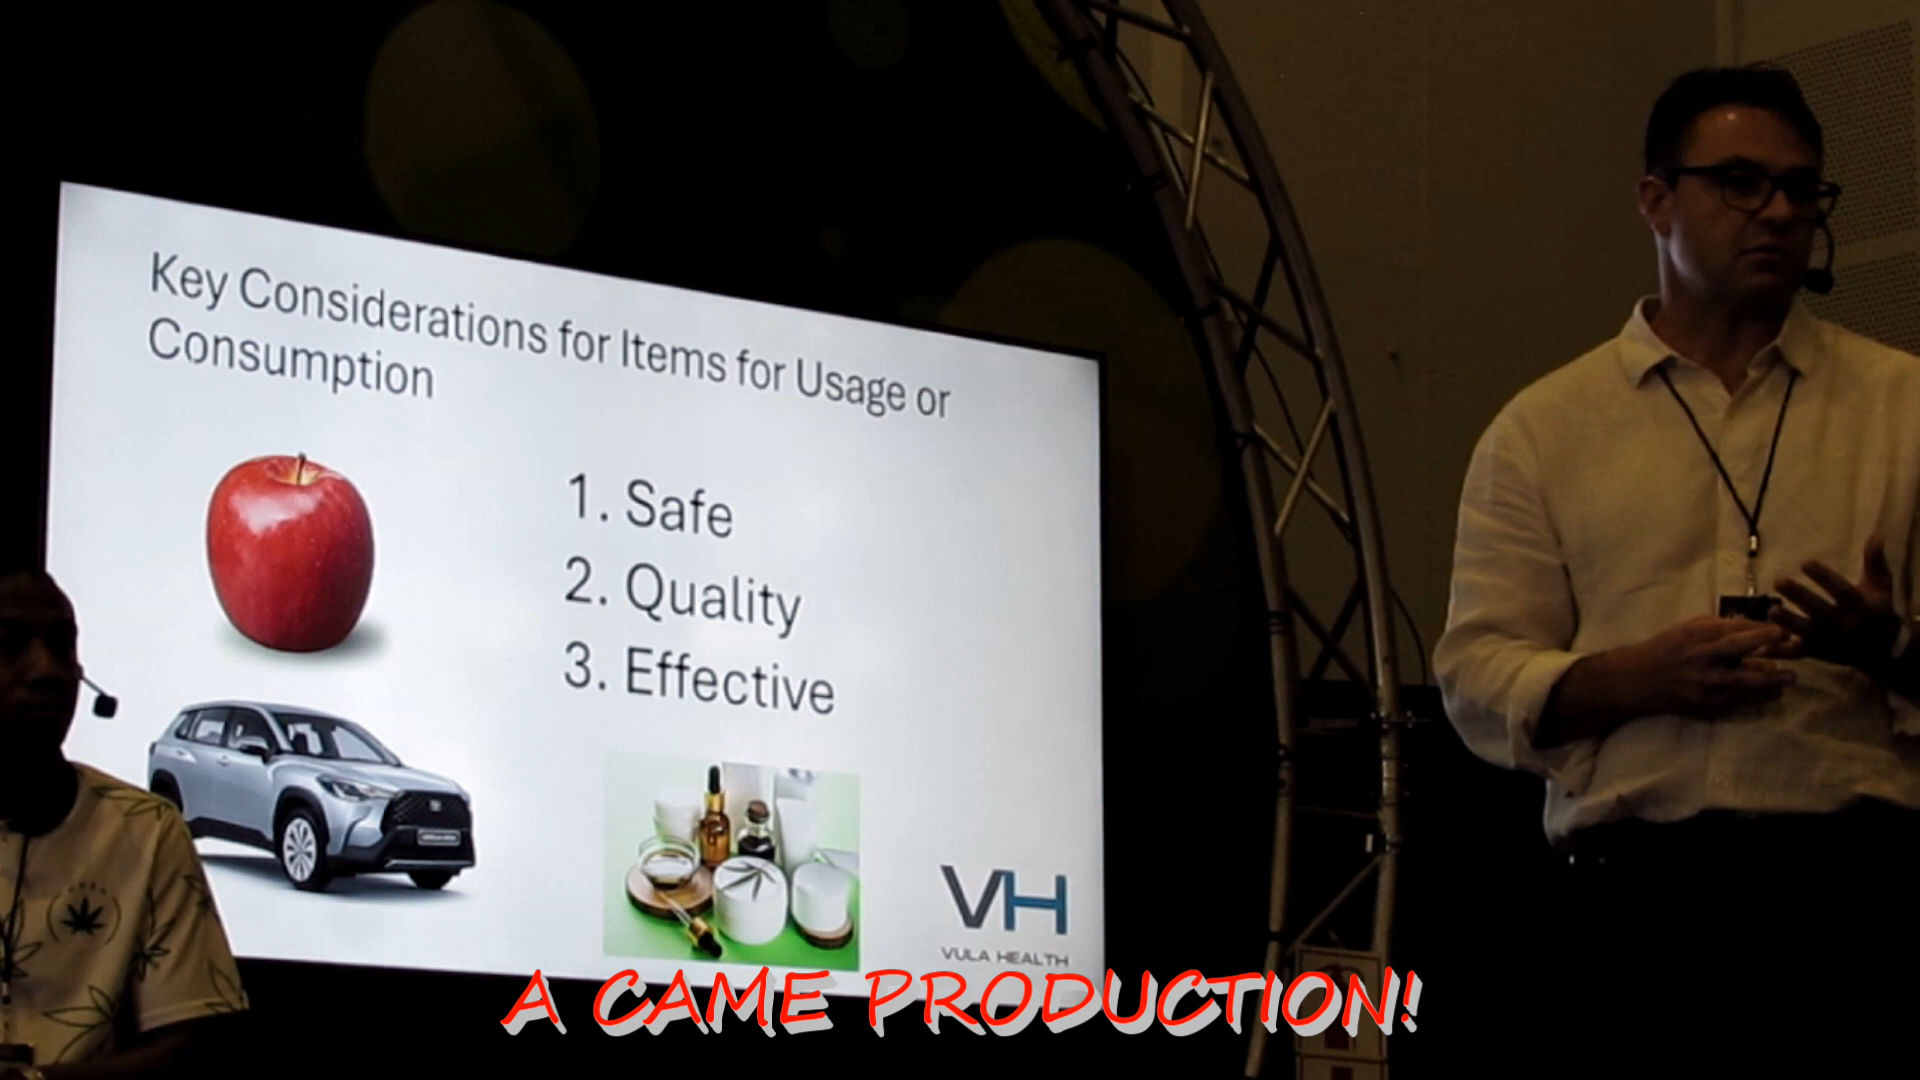 Key Considerations for Items for Usage or
Consumption
1. Safe
2. Quality
3. Effective
VH
VULA HEALTH
A CAME PRODUCTION!